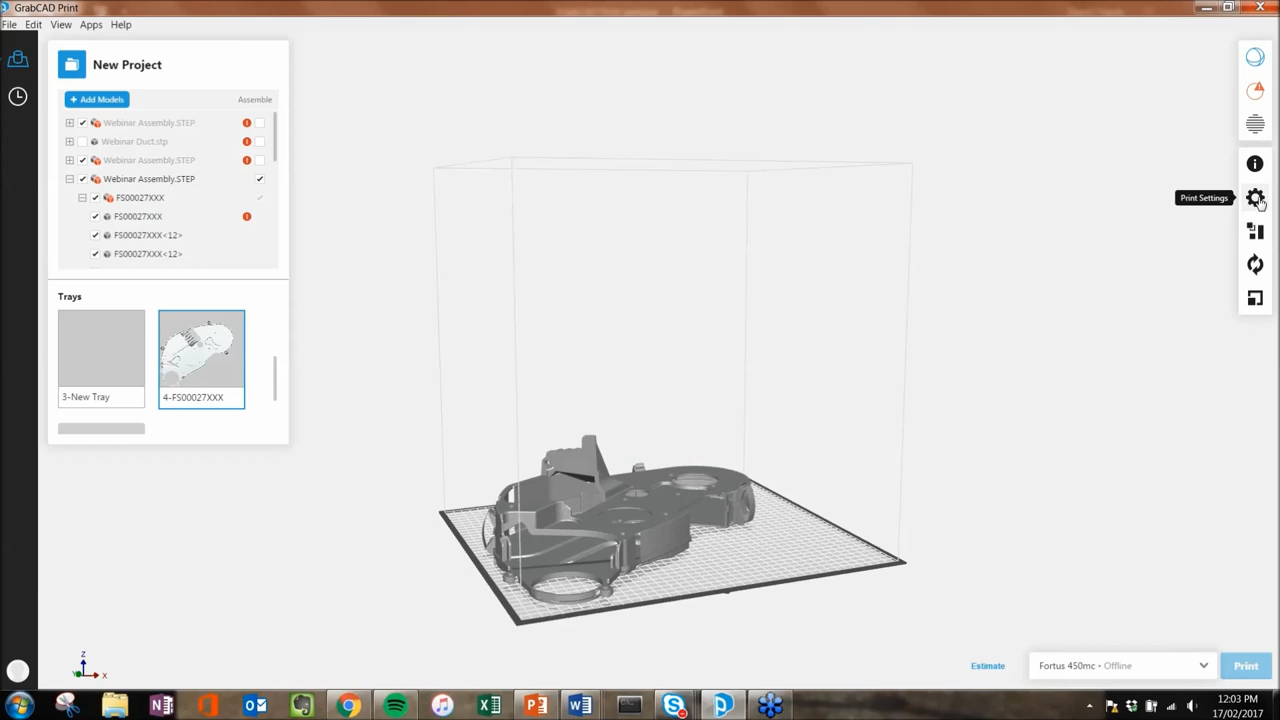 GrabCAD Print
File Edit View Apps Help
New Project
+ Add Models
Assemble
Webinar Assembly.STEP
Webinar Duct.stp
Webinar Assembly.STEP
Webinar Assembly.STEP
FS00027XXX
FS00027XXX
FS00027XXX<12>
FS00027XXX<12>
Print Settings
Trays
3-New Tray
4-FS00027XXX
Z
Y
X
Estimate
Fortus 450mc • Offline
Print
12:03 PM
17/02/2017